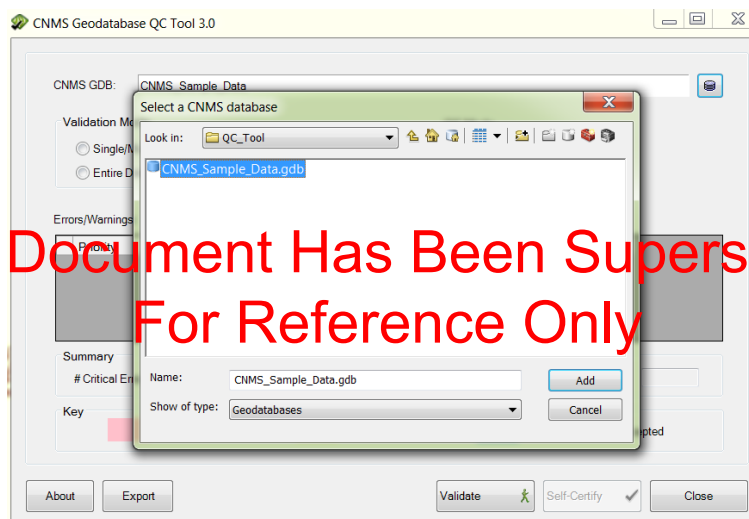 CNMS Geodatabase QC Tool 3.0
CNMS GDB: CNMS_Sample_Data
Select a CNMS database
Validation
Look in: QC_Tool
Single/
Entire D
CNMS_Sample_Data.gdb
Errors/Warnings
Priority
Document Has Been Supers
For Reference Only
Summary
# Critical
Name: CNMS_Sample_Data.gdb Add
Show of type: Geodatabases Cancel
Key
pted
About Export Validate Self-Certify Close